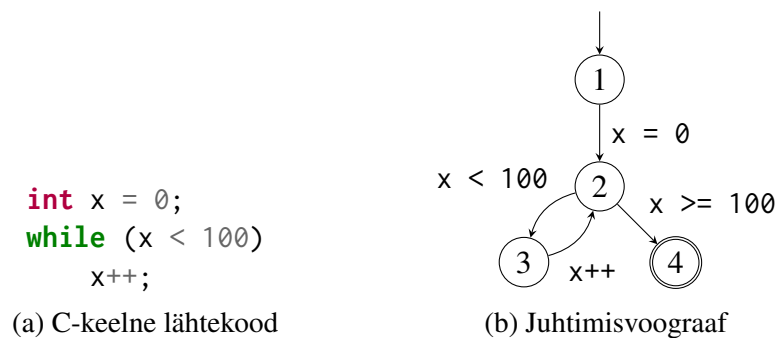 int x = 0;
while (x < 100)
x++;
(a) C-keelne lähtekood
1
x = 0
x < 100
2
x >= 100
3
x++
4
(b) Juhtimisvoograaf